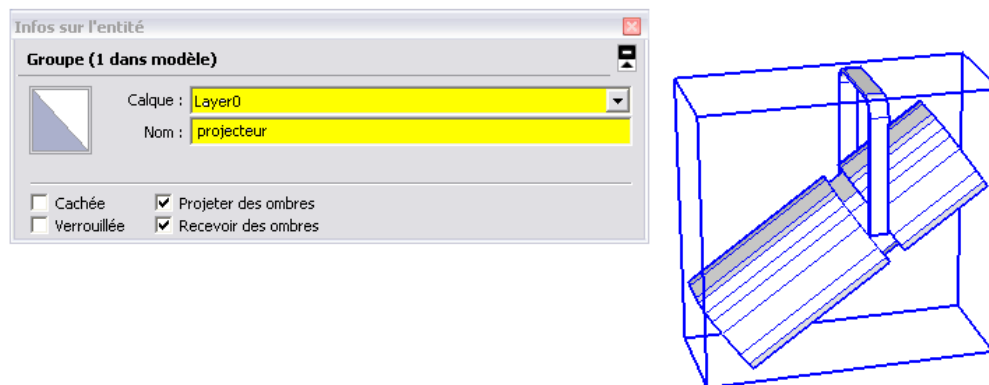 Infos sur l'entité
Groupe (1 dans modèle)
Calque : Layer0
Nom : projecteur
Cachée Projeter des ombres
Verrouillée Recevoir des ombres